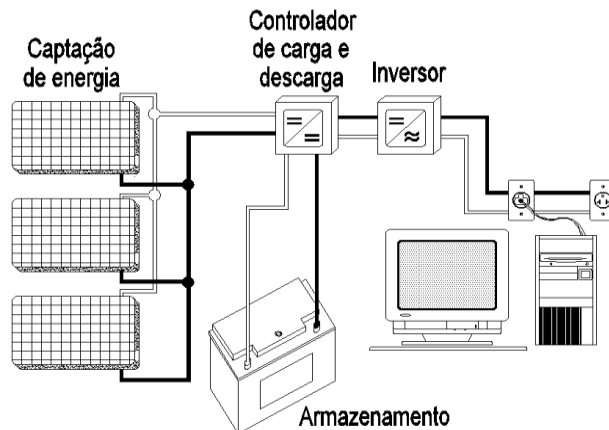 Captação
de energia
Controlador
de carga e
descarga
Inversor
Armazenamento